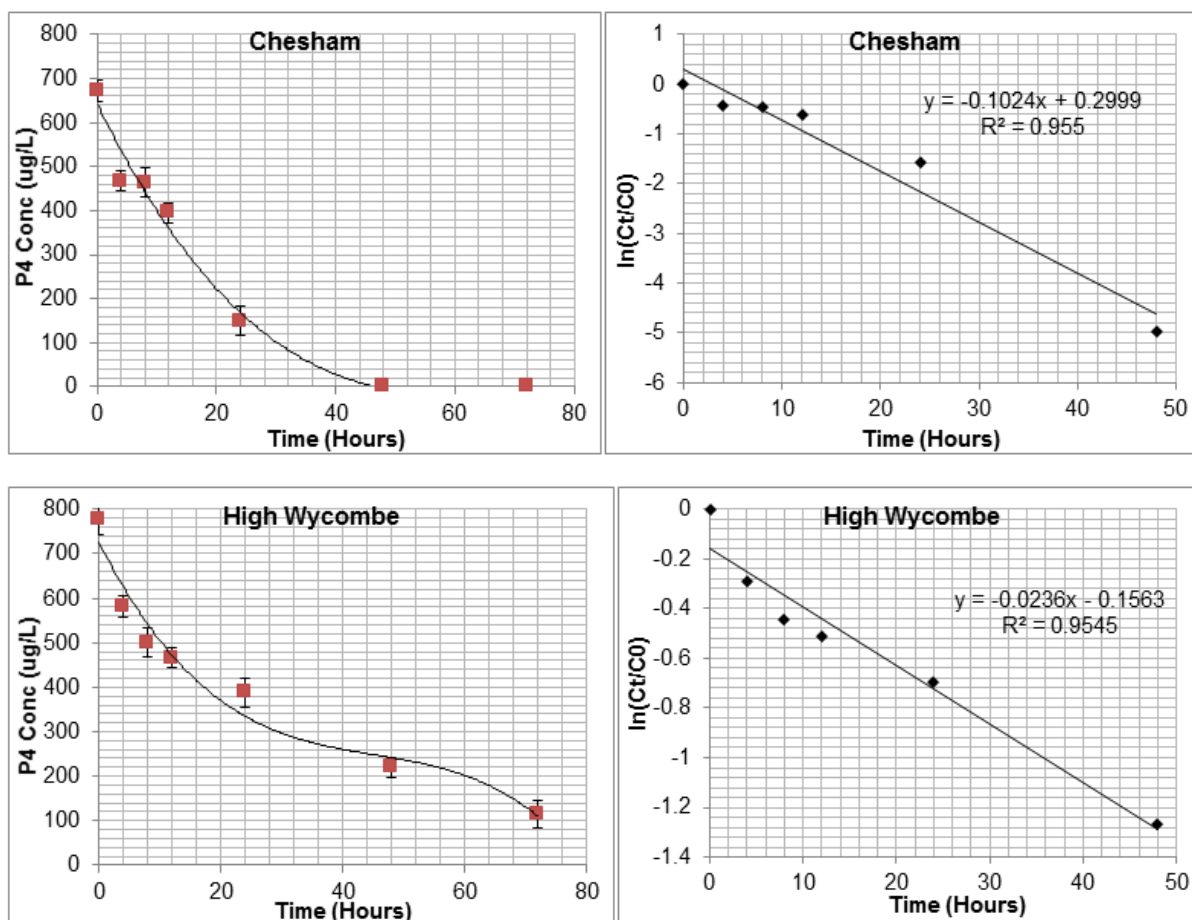 Chesham
P4 Conc (ug/L)
800
700
600
500
400
300
200
100
0
0 20 40 60 80
Time (Hours)
Chesham
ln(Ct/C0)
1
0
-1
-2
-3
-4
-5
-6
y = -0.1024x + 0.2999
R² = 0.955
0 10 20 30 40 50
Time (Hours)
High Wycombe
P4 Conc (ug/L)
800
700
600
500
400
300
200
100
0
0 20 40 60 80
Time (Hours)
High Wycombe
ln(Ct/C0)
0
-0.2
-0.4
-0.6
-0.8
-1
-1.2
-1.4
y = -0.0236x - 0.1563
R² = 0.9545
0 10 20 30 40 50
Time (Hours)